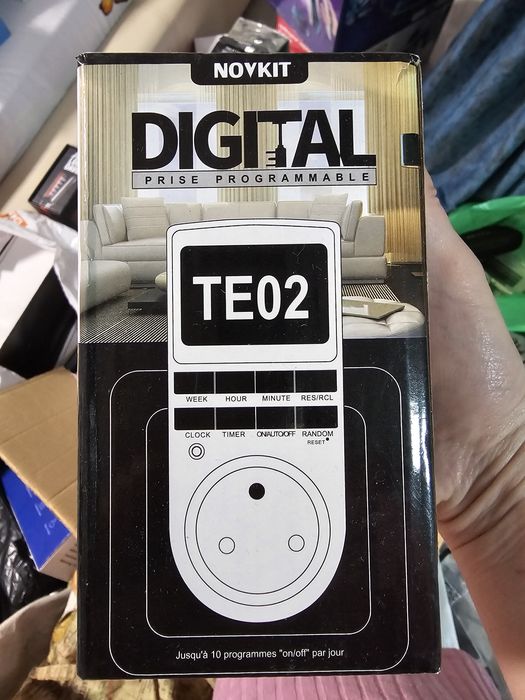 NOVKIT
DIGITAL
PRISE PROGRAMMABLE
TE02
WEEK HOUR MINUTE RES/RCL
CLOCK TIMER ON/AUTO/OFF RANDOM
RESET
Jusqu'à 10 programmes "on/off" par jour